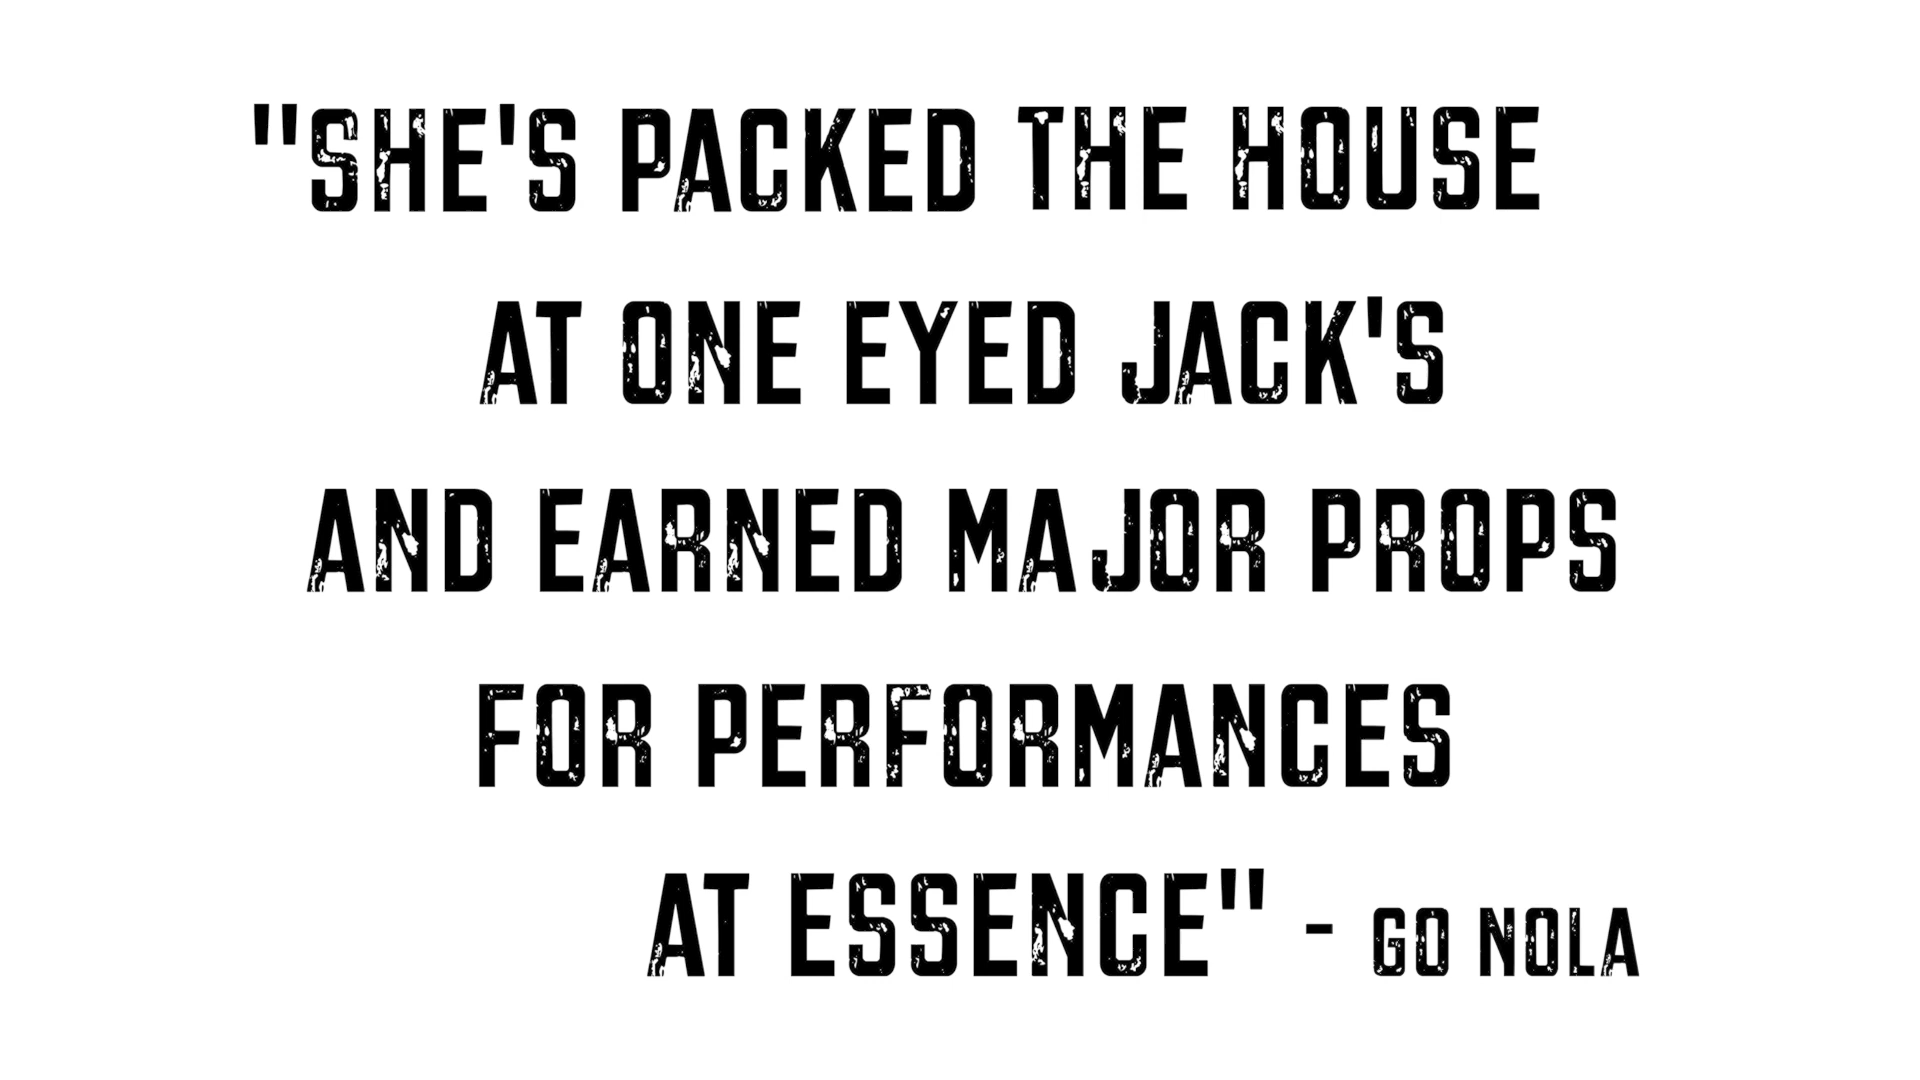 "SHE'S PACKED THE HOUSE
AT ONE EYED JACK'S
AND EARNED MAJOR PROPS
FOR PERFORMANCES
AT ESSENCE" - GO NOLA